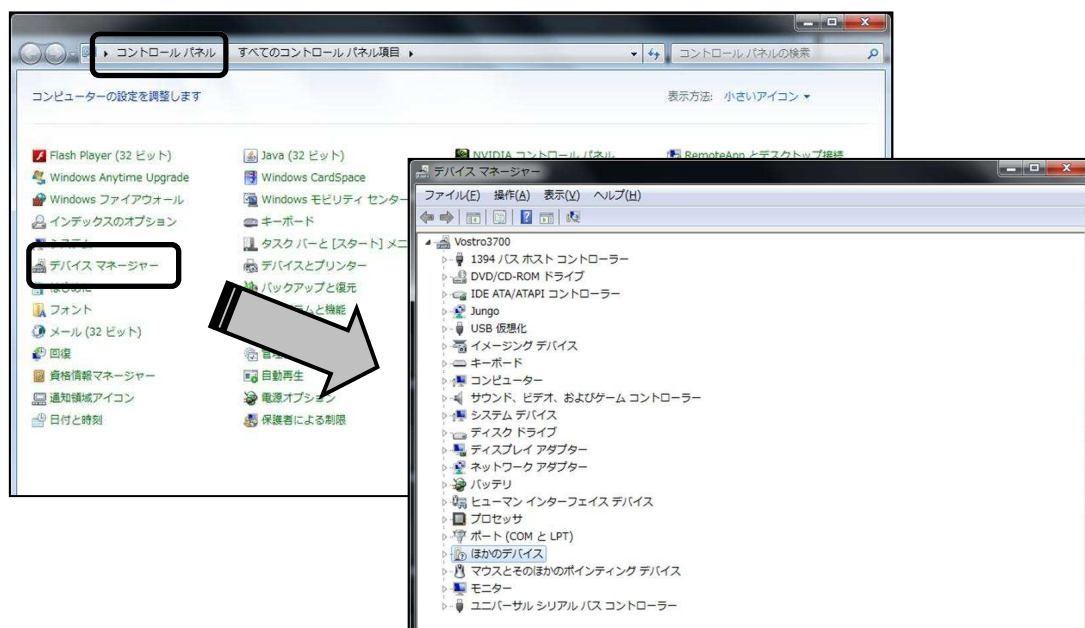 コントロール パネル
すべてのコントロール パネル項目
コントロール パネルの検索
コンピューターの設定を調整します
表示方法: 小さいアイコン
Flash Player (32 ビット)
Java (32 ビット)
NVIDIA コントロール パネル
RemoteApp とデスクトップ接続
Windows Anytime Upgrade
Windows CardSpace
Windows ファイアウォール
Windows モビリティ センター
インデックスのオプション
キーボード
システム
タスク バーと [スタート] メニ
デバイス マネージャー
デバイスとプリンター
はじめに
バックアップと復元
フォント
と機能
メール (32 ビット)
回復
管理
資格情報マネージャー
自動再生
通知領域アイコン
電源オプション
日付と時刻
保護者による制限
デバイス マネージャー
ファイル(F) 操作(A) 表示(V) ヘルプ(H)
Vostro3700
1394 バス ホスト コントローラー
DVD/CD-ROM ドライブ
IDE ATA/ATAPI コントローラー
Jungo
USB 仮想化
イメージング デバイス
キーボード
コンピューター
サウンド、ビデオ、およびゲーム コントローラー
システム デバイス
ディスク ドライブ
ディスプレイ アダプター
ネットワーク アダプター
バッテリ
ヒューマン インターフェイス デバイス
プロセッサ
ポート (COM と LPT)
ほかのデバイス
マウスとそのほかのポインティング デバイス
モニター
ユニバーサル シリアル バス コントローラー